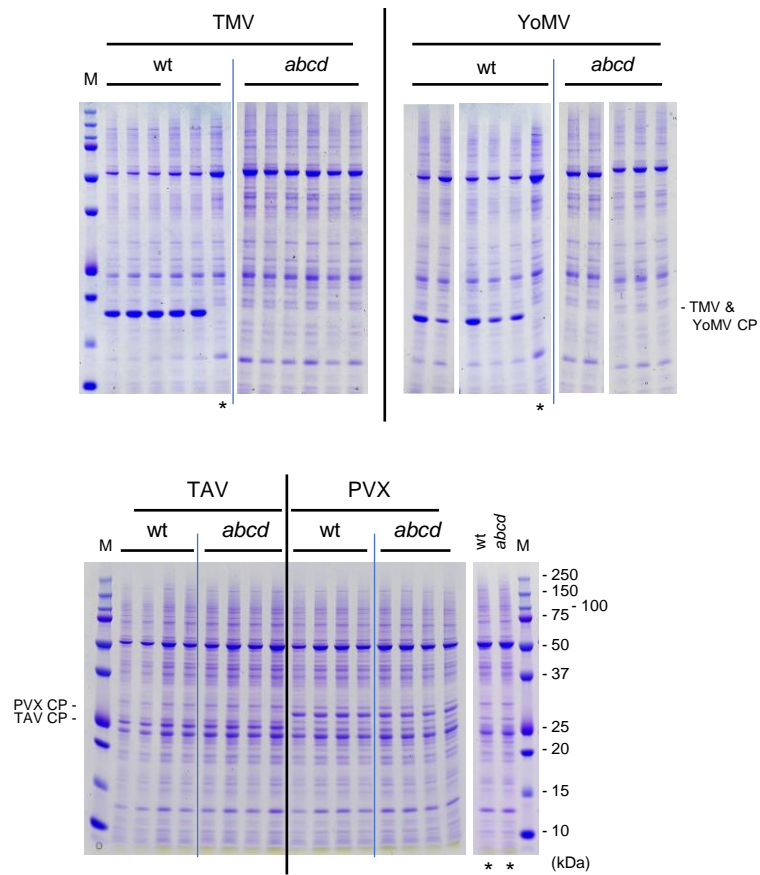 TMV YoMV
wt abcd wt abcd
M
- TMV &
YoMV CP
* *
TAV PVX
wt abcd wt abcd wt abcd
M M
- 250
- 150
- 100
- 75
- 50
- 37
PVX CP -
TAV CP -
- 25
- 20
- 15
- 10
* * (kDa)